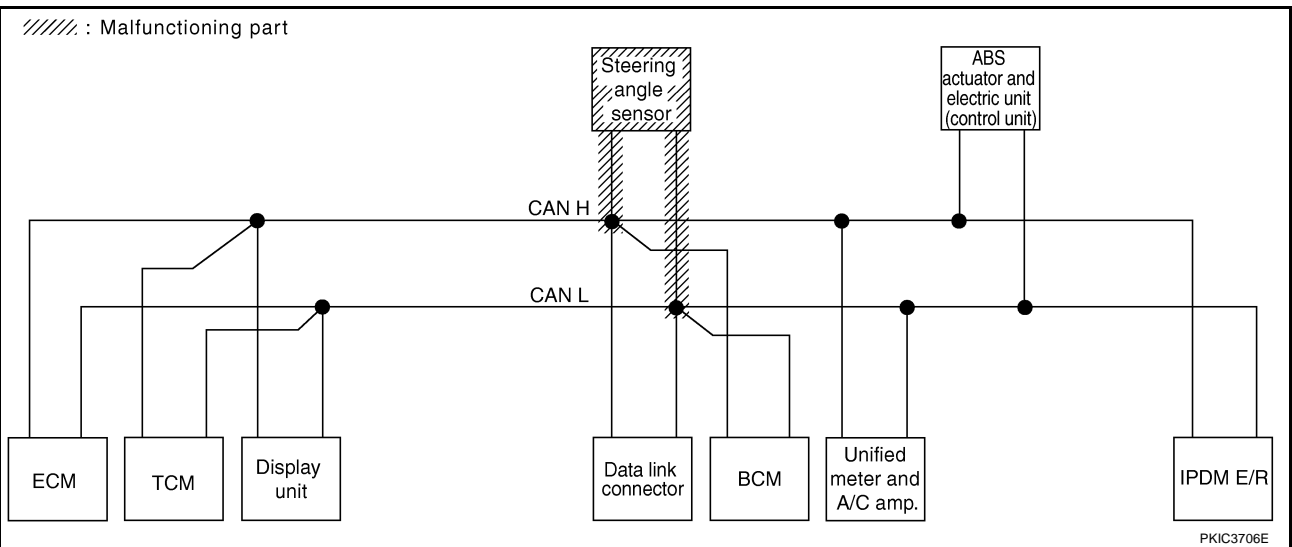 : Malfunctioning part
Steering
angle
sensor
ABS
actuator and
electric unit
(control unit)
CAN H
CAN L
ECM
TCM
Display
unit
Data link
connector
BCM
Unified
meter and
A/C amp.
IPDM E/R
PKIC3706E